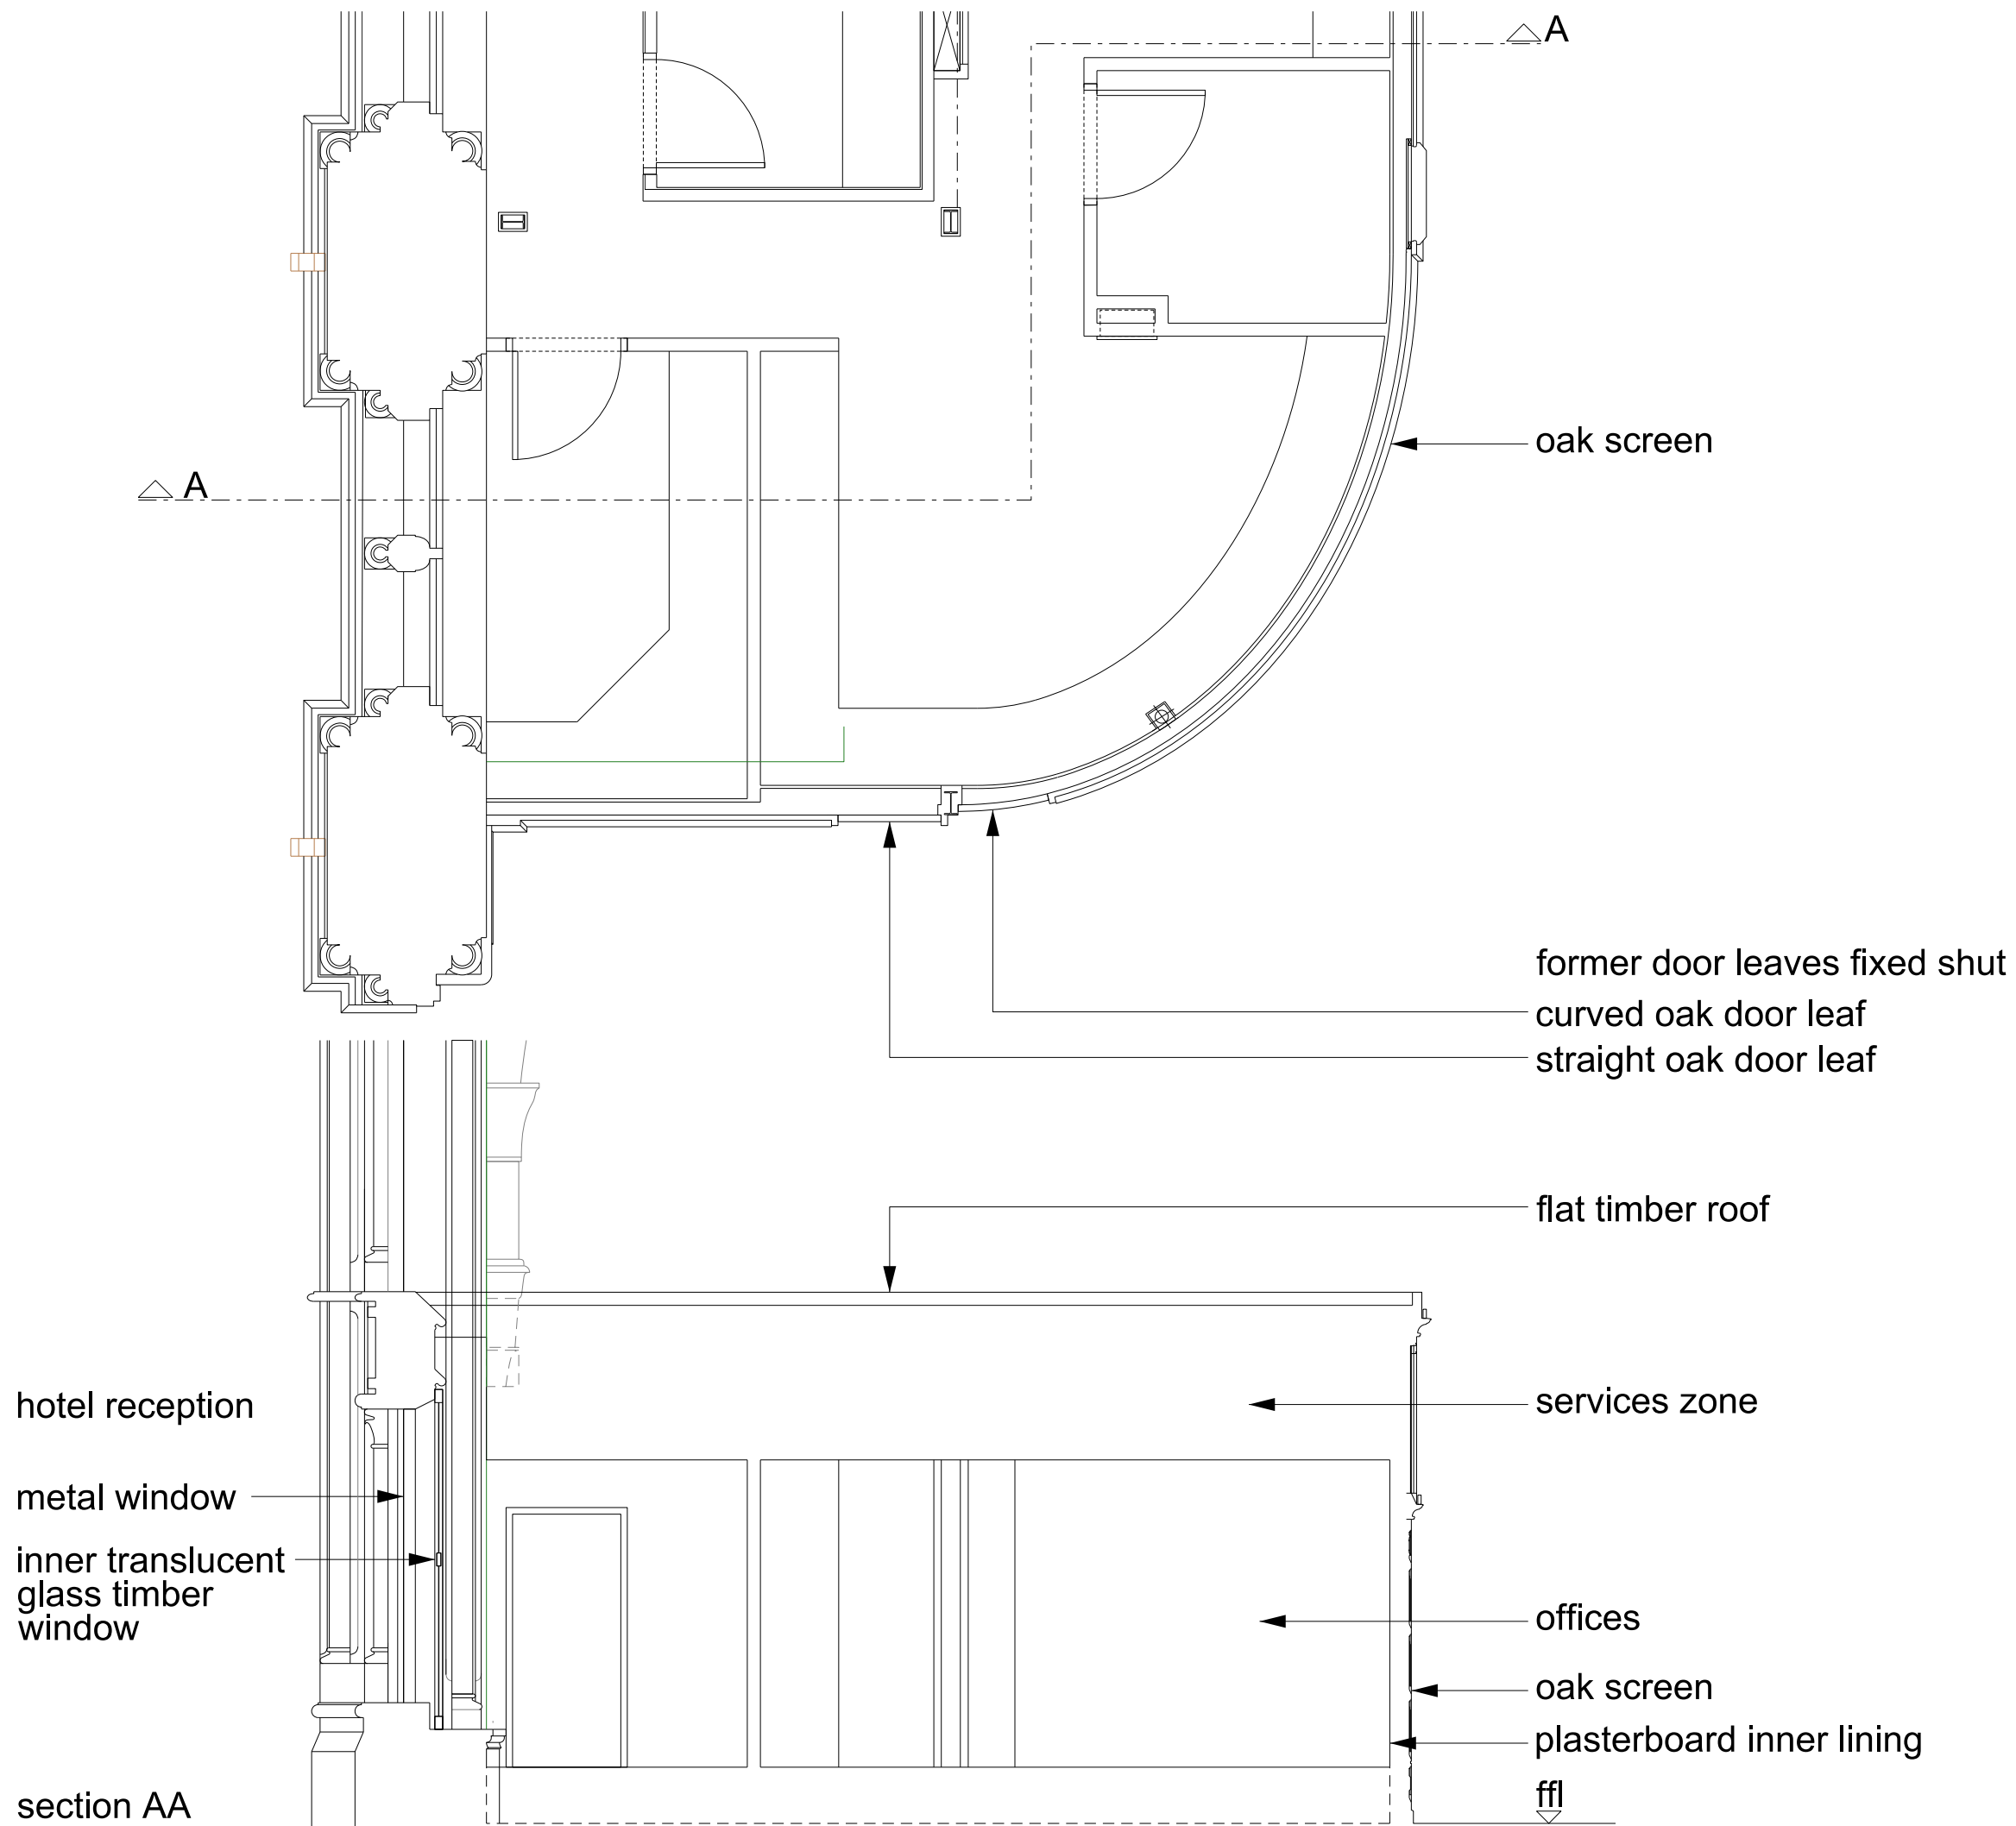 A
oak screen
A
former door leaves fixed shut
curved oak door leaf
straight oak door leaf
flat timber roof
hotel reception
services zone
metal window
inner translucent
glass timber
window
offices
oak screen
plasterboard inner lining
section AA
ffl